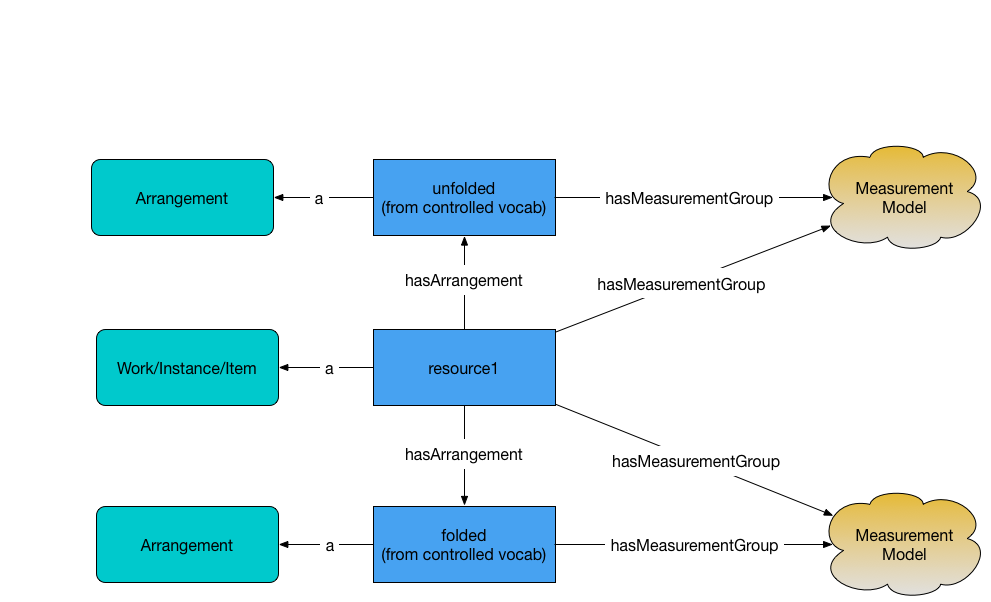 Arrangement
a
unfolded
(from controlled vocab)
hasMeasurementGroup
Measurement
Model
hasArrangement
hasMeasurementGroup
Work/Instance/Item
a
resource1
hasArrangement
hasMeasurementGroup
Arrangement
a
folded
(from controlled vocab)
hasMeasurementGroup
Measurement
Model